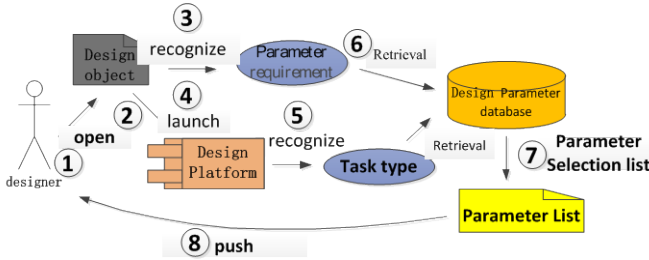 ③
Design
object
recognize
Parameter
requirement
⑥ Retrieval
Design Parameter
database
② 
④
launch
⑤
recognize
① open
designer
Design
Platform
Task type
Retrieval
⑦ Parameter
Selection list
Parameter List
⑧ push